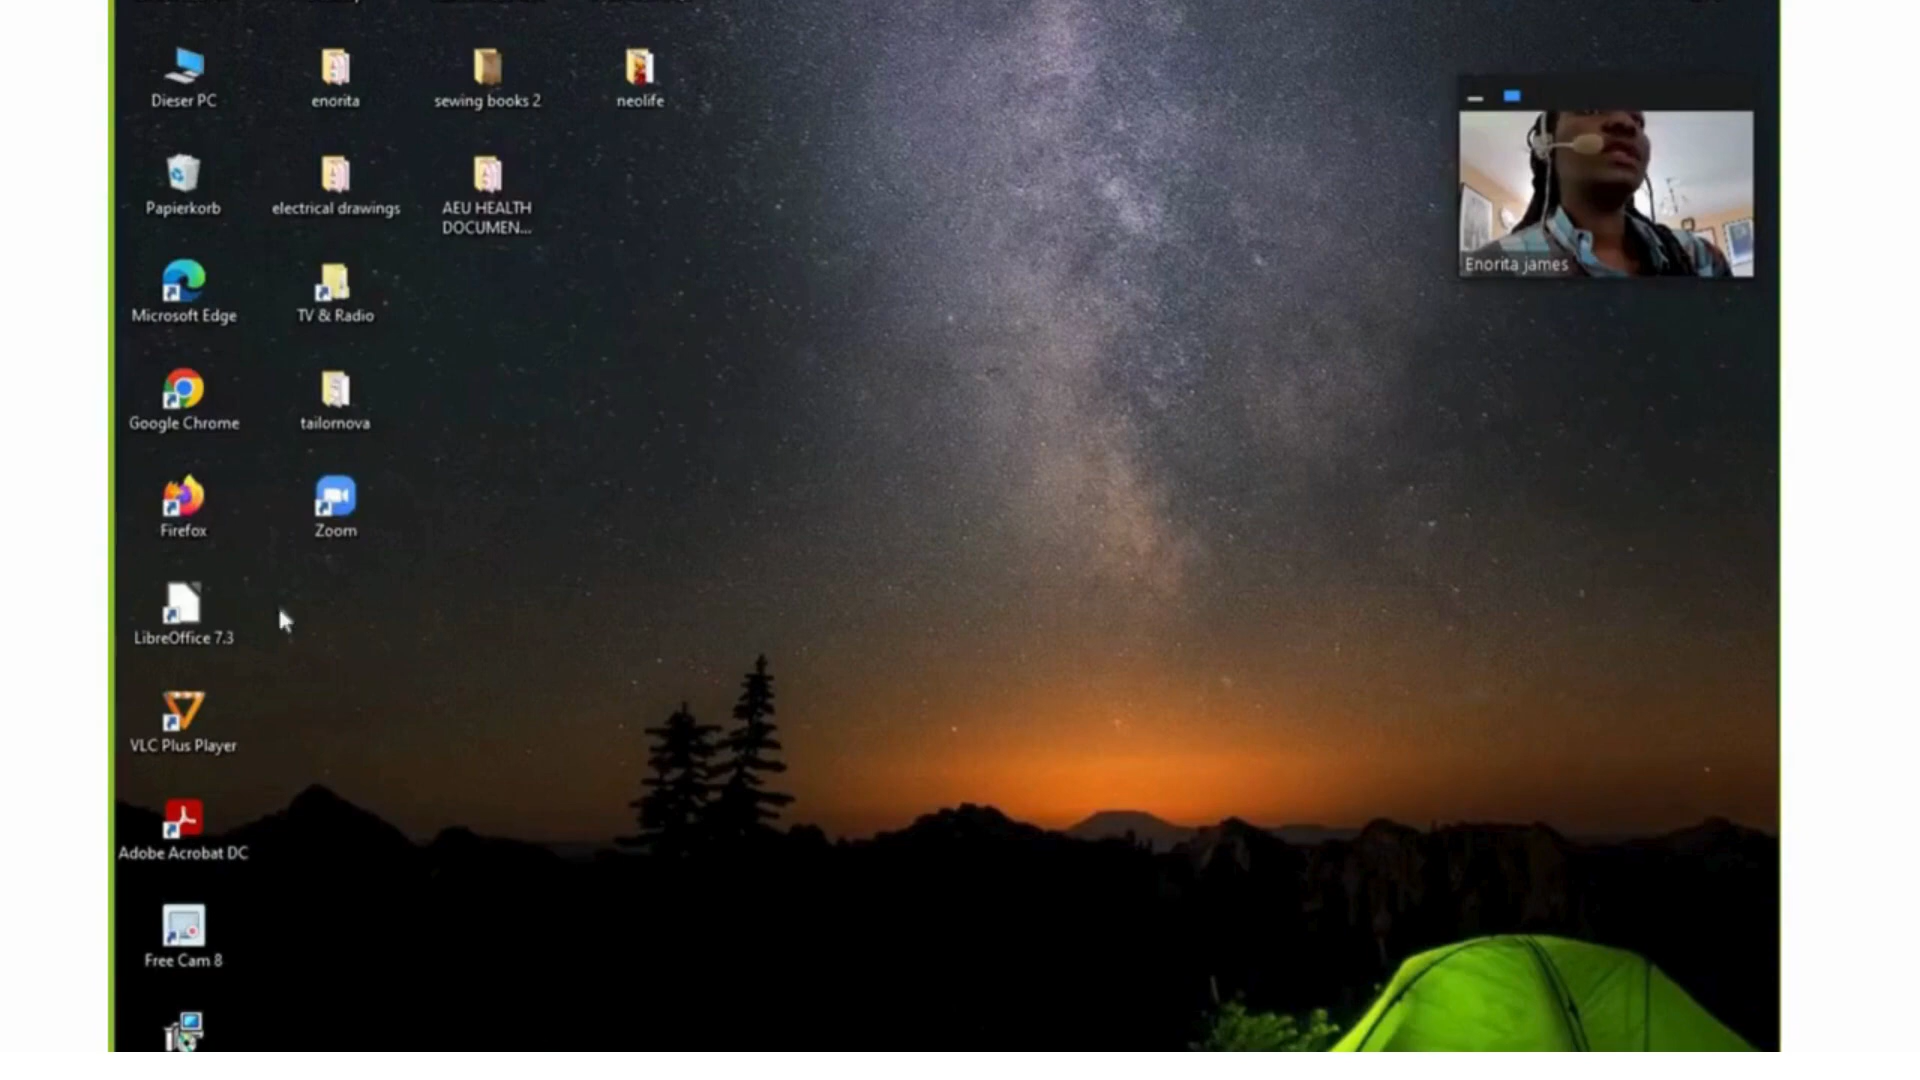 Dieser PC
enorita
sewing books 2
neolife
Papierkorb
electrical drawings
AEU HEALTH
DOCUMEN...
Microsoft Edge
TV & Radio
Enorita james
Google Chrome
tailornova
Firefox
Zoom
LibreOffice 7.3
VLC Plus Player
Adobe Acrobat DC
Free Cam 8